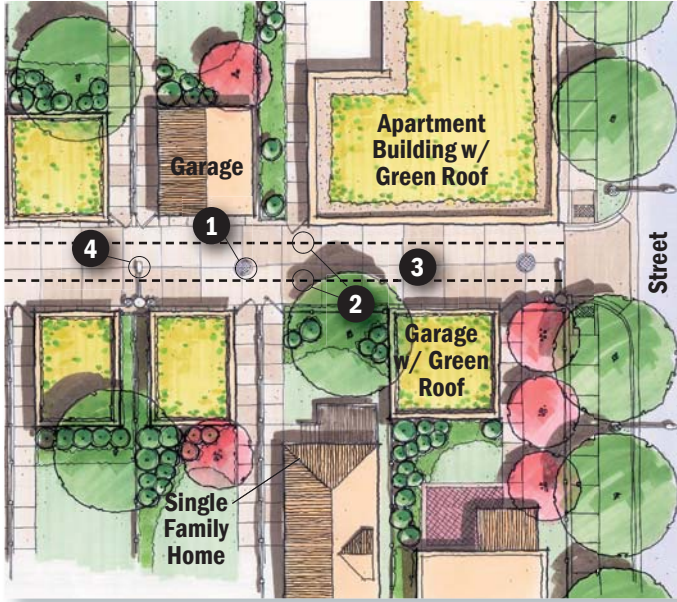 Apartment
Building w/
Green Roof
Garage
1
4
3
2
Street
Garage
w/ Green
Roof
Single
Family
Home